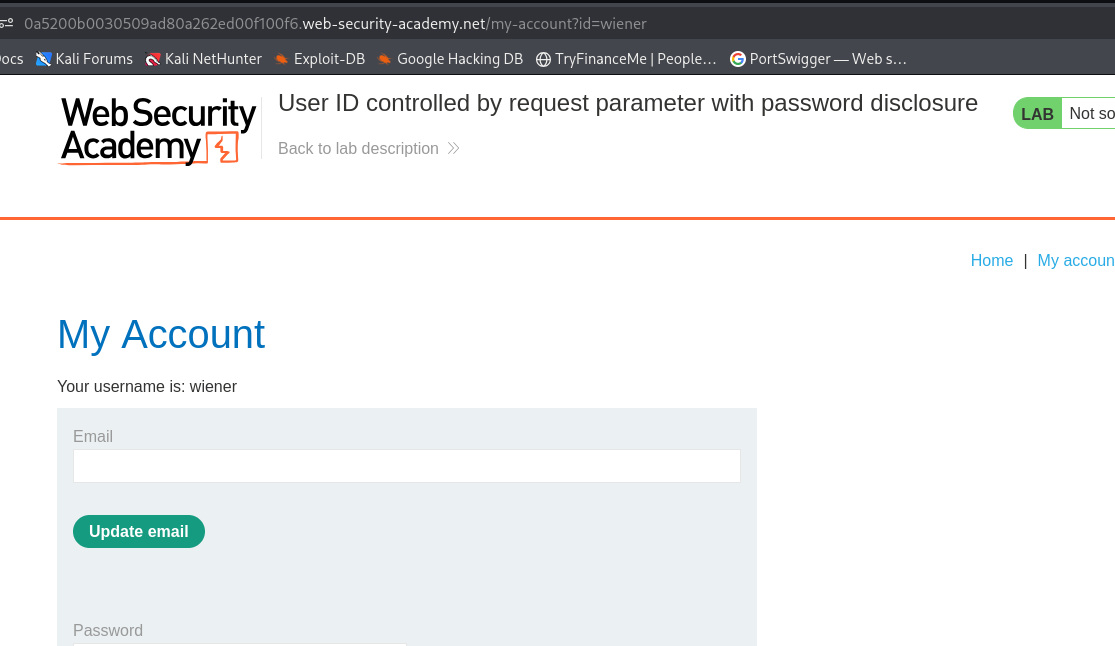 0a5200b0030509ad80a262ed00f100f6.web-security-academy.net/my-account?id=wiener
ocs Kali Forums Kali NetHunter Exploit-DB Google Hacking DB TryFinanceMe | People… PortSwigger — Web s…
Web Security
Academy
User ID controlled by request parameter with password disclosure
Back to lab description
LAB Not so
Home | My accoun
My Account
Your username is: wiener
Email
Update email
Password